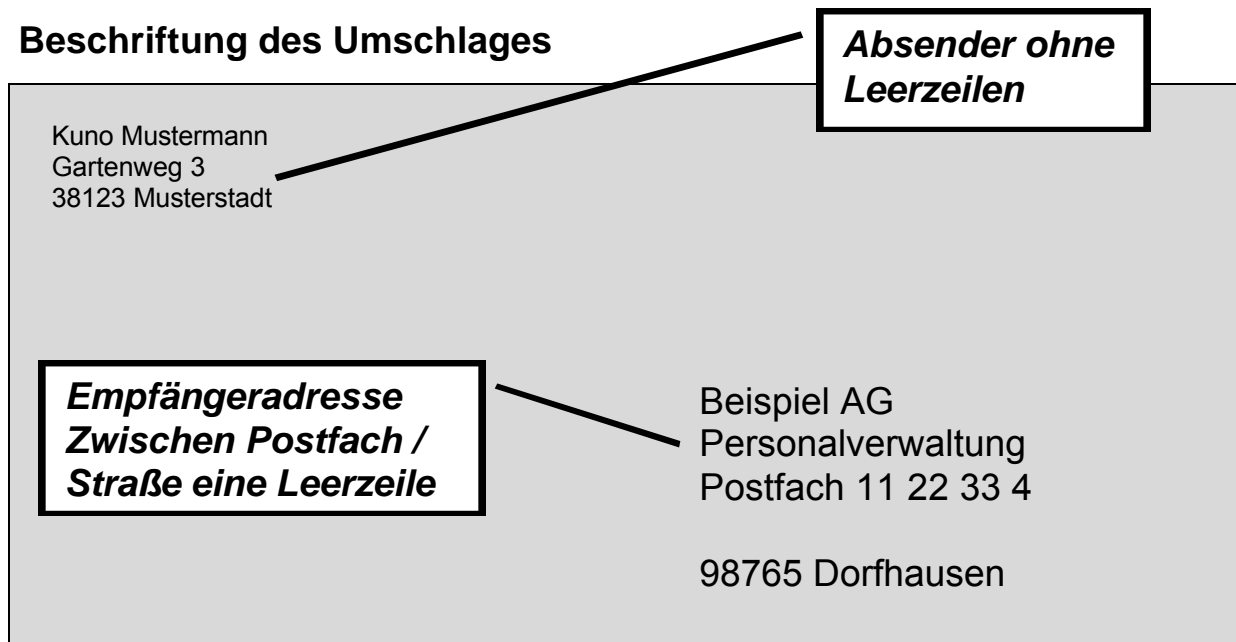 Beschriftung des Umschlages
Absender ohne
Leerzeilen
Kuno Mustermann
Gartenweg 3
38123 Musterstadt
Empfängeradresse
Zwischen Postfach /
Straße eine Leerzeile
Beispiel AG
Personalverwaltung
Postfach 11 22 33 4
98765 Dorfhausen